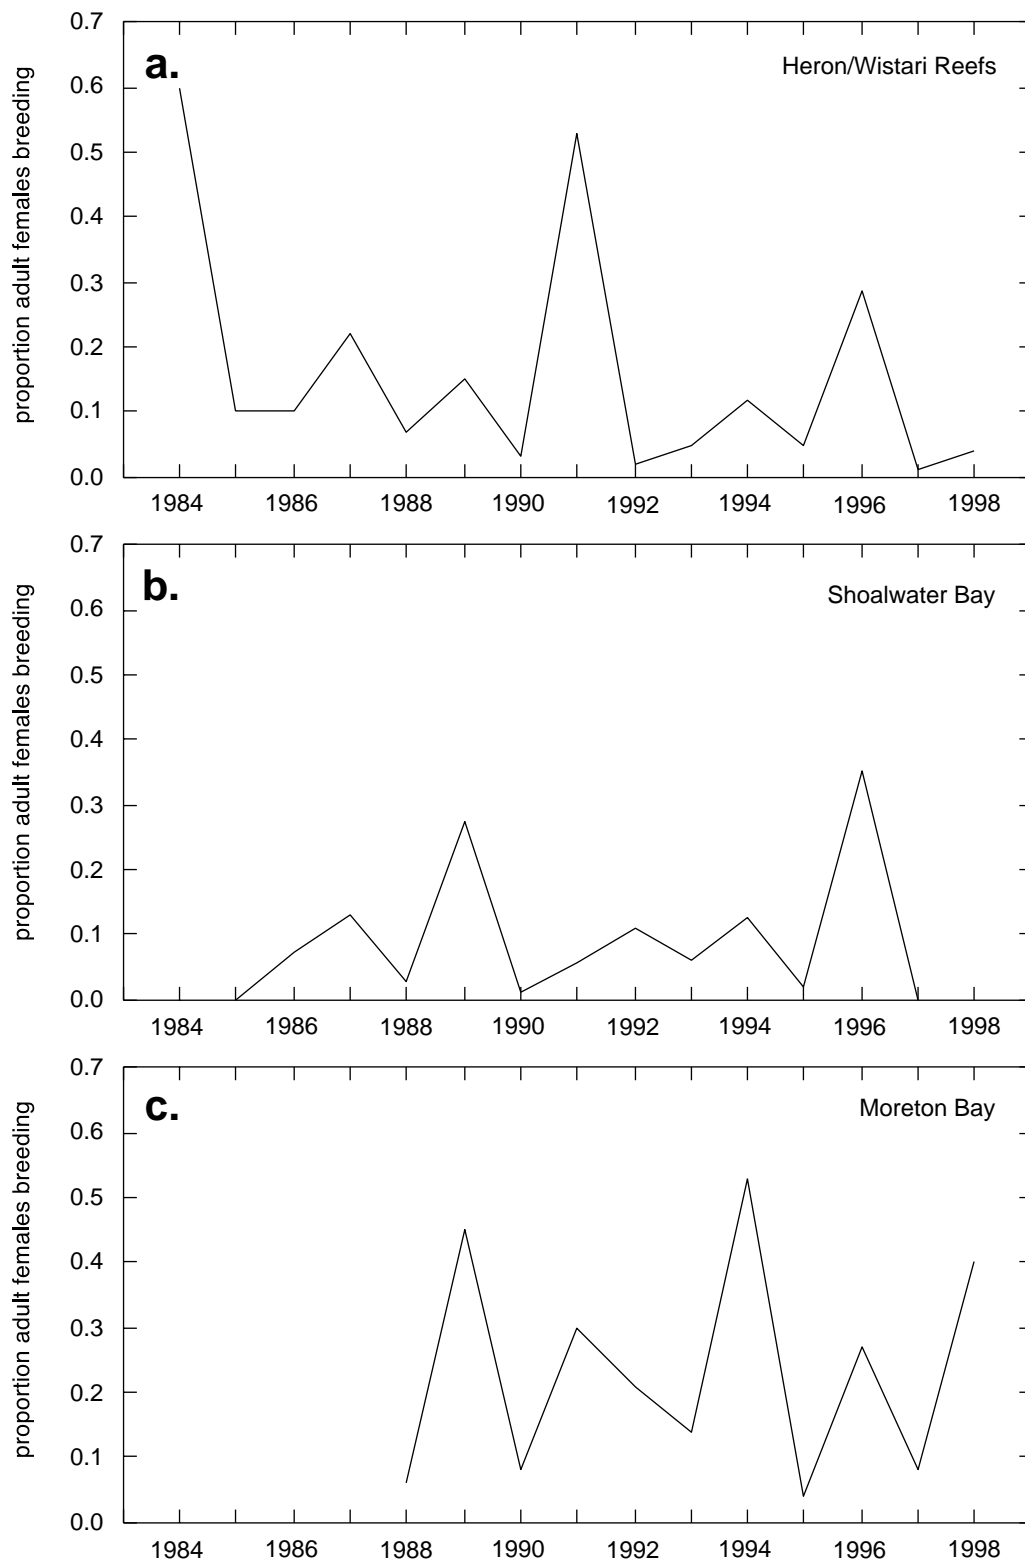 a.
Heron/Wistari Reefs
proportion adult females breeding
0.7
0.6
0.5
0.4
0.3
0.2
0.1
0.0
1984 1986 1988 1990 1992 1994 1996 1998
b.
Shoalwater Bay
proportion adult females breeding
0.7
0.6
0.5
0.4
0.3
0.2
0.1
0.0
1984 1986 1988 1990 1992 1994 1996 1998
c.
Moreton Bay
proportion adult females breeding
0.7
0.6
0.5
0.4
0.3
0.2
0.1
0.0
1984 1986 1988 1990 1992 1994 1996 1998